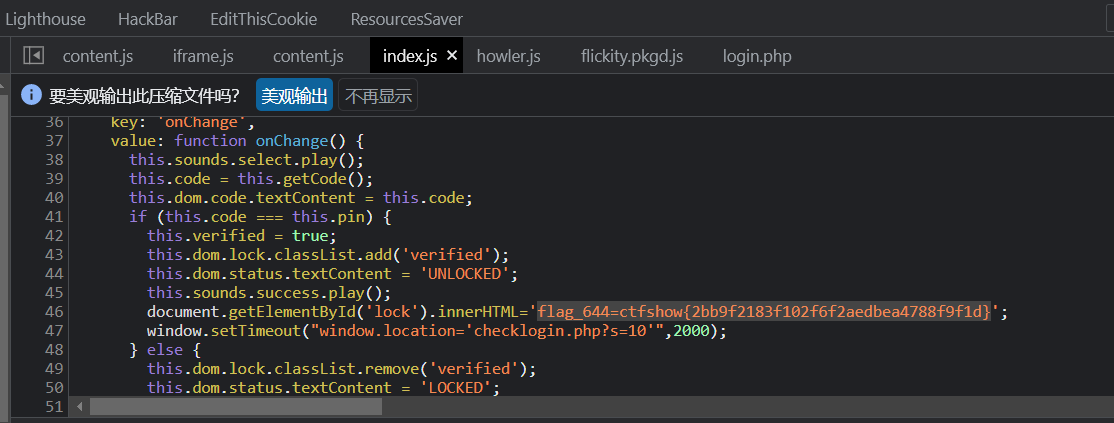 Lighthouse HackBar EditThisCookie ResourcesSaver
content.js iframe.js content.js index.js × howler.js flickity.pkgd.js login.php
i 要美观输出此压缩文件吗? 美观输出 不再显示
36 key: 'onChange',
37 value: function onChange() {
38 this.sounds.select.play();
39 this.code = this.getCode();
40 this.dom.code.textContent = this.code;
41 if (this.code === this.pin) {
42 this.verified = true;
43 this.dom.lock.classList.add('verified');
44 this.dom.status.textContent = 'UNLOCKED';
45 this.sounds.success.play();
46 document.getElementById('lock').innerHTML='flag_644=ctfshow{2bb9f2183f102f6f2aedbea4788f9f1d}';
47 window.setTimeout("window.location='checklogin.php?s=10'",2000);
48 } else {
49 this.dom.lock.classList.remove('verified');
50 this.dom.status.textContent = 'LOCKED';
51